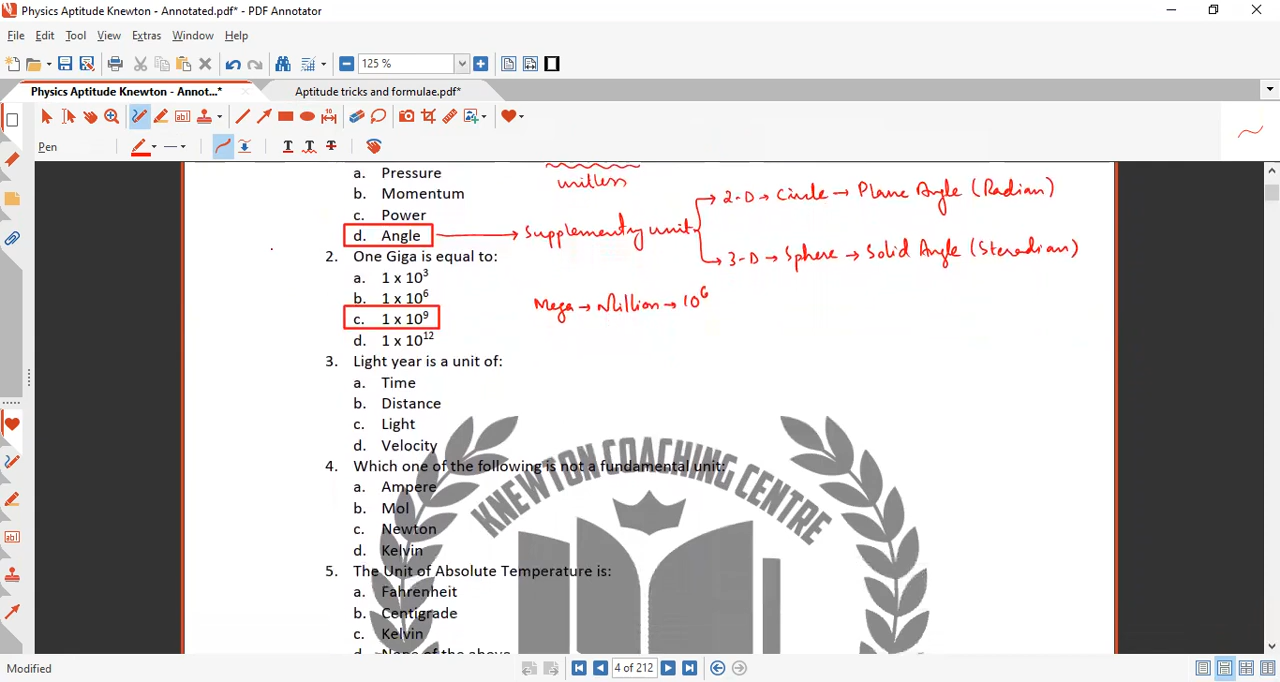 Physics Aptitude Knewton - Annotated.pdf* - PDF Annotator
File Edit Tool View Extras Window Help
125 %
Physics Aptitude Knewton - Annot...*
Aptitude tricks and formulae.pdf*
Pen
a. Pressure
unitless
b. Momentum
2-D → Circle → Plane Angle (Radian)
c. Power
d. Angle → Supplementry unit
3-D → Sphere → Solid Angle (Steradian)
2. One Giga is equal to:
a. 1 x 10³
b. 1 x 10⁶
Mega → Million → 10⁶
c. 1 x 10⁹
d. 1 x 10¹²
3. Light year is a unit of:
a. Time
b. Distance
c. Light
d. Velocity
4. Which one of the following is not a fundamental unit:
a. Ampere
b. Mol
c. Newton
d. Kelvin
KNEWTON COACHING CENTRE
5. The Unit of Absolute Temperature is:
a. Fahrenheit
b. Centigrade
c. Kelvin
d. None of the above
Modified
4 of 212